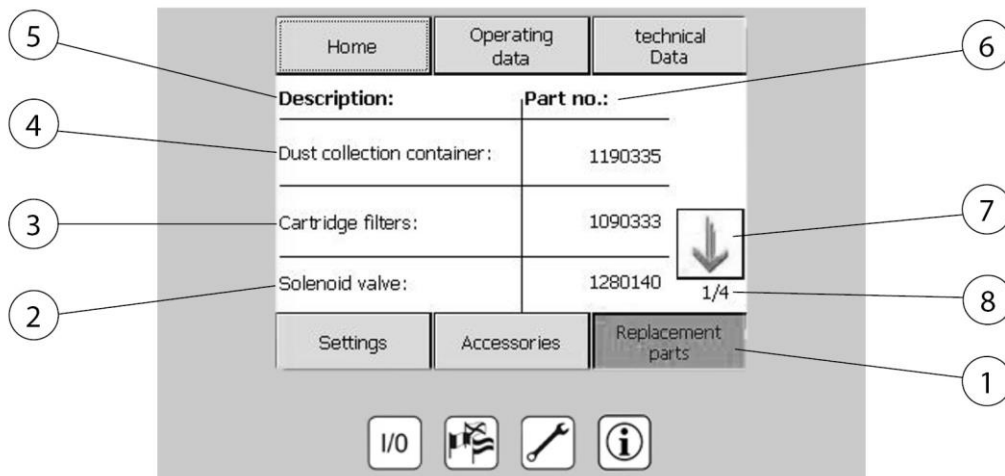 Home
Operating
data
technical
Data
5
6
Description:
Part no.:
4
Dust collection container:
1190335
3
Cartridge filters:
1090333
7
2
Solenoid valve:
1280140
1/4
8
Settings
Accessories
Replacement
parts
1
I/0
i